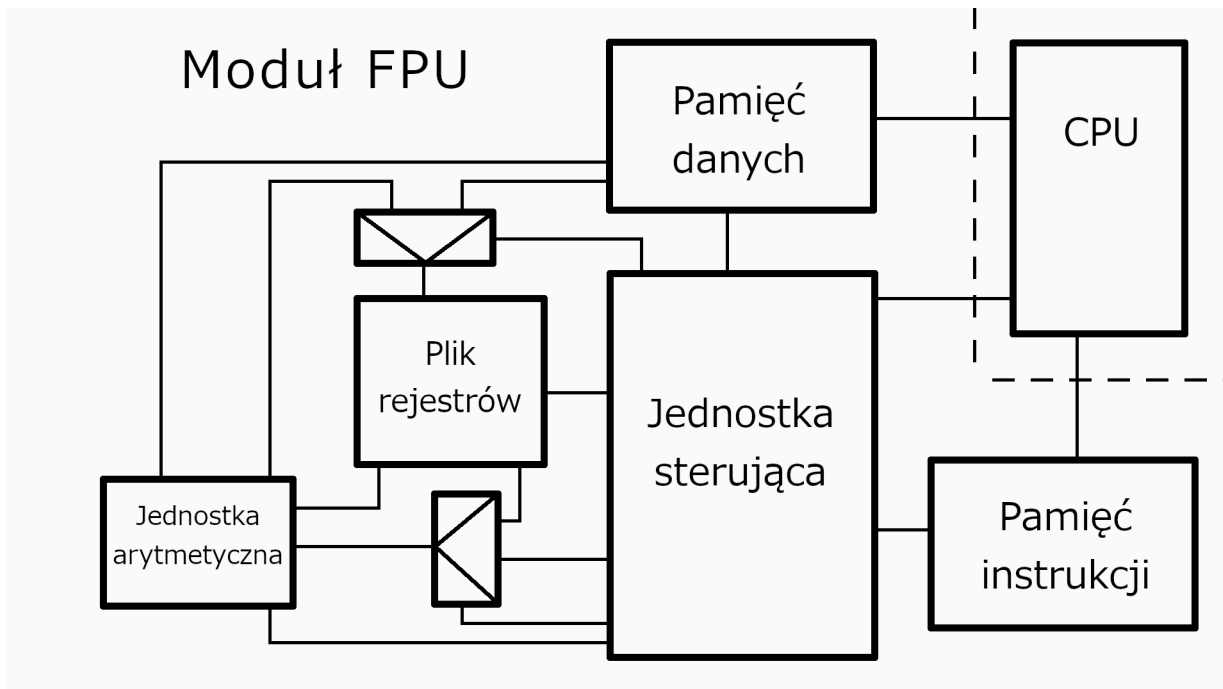 Moduł FPU
Pamięć
danych
CPU
Plik
rejestrów
Jednostka
sterująca
Jednostka
arytmetyczna
Pamięć
instrukcji